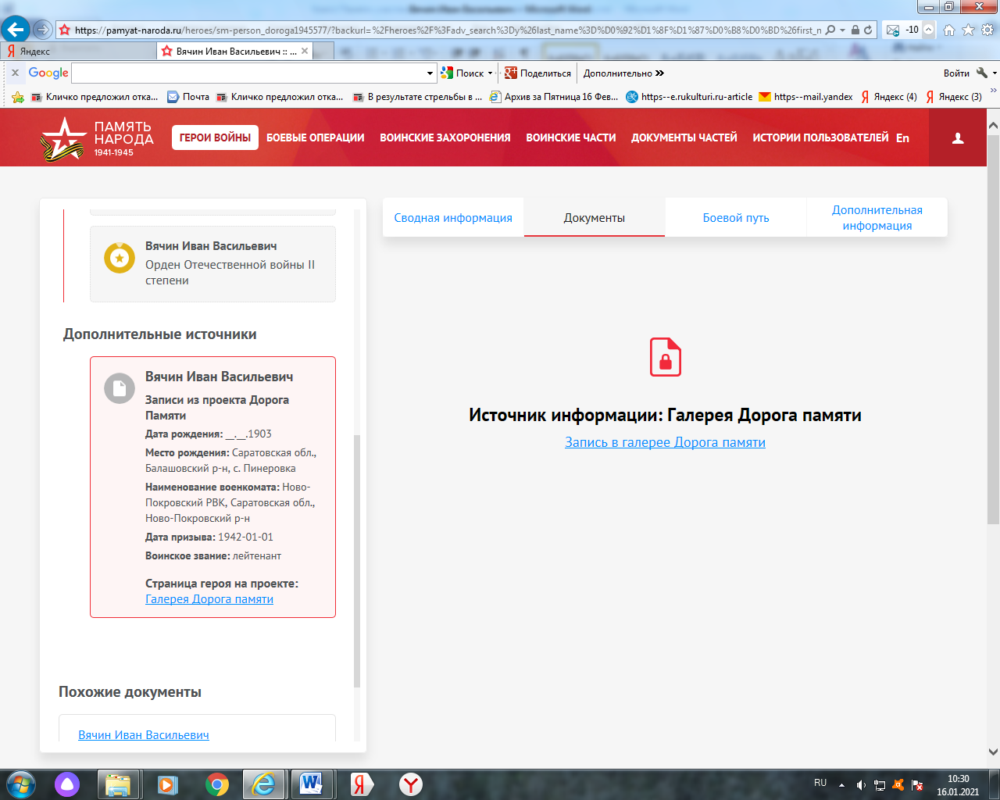 https://pamyat-naroda.ru/heroes/sm-person_doroga1945577/?backurl=%2Fheroes%2F%3Fadv_search%3Dy%26last_name%3D%D0%92%D1%8F%D1%87%D0%B8%D0%BD%26first_n
-10
Яндекс
Вячин Иван Васильевич :: ...
Google
Поиск
Поделиться
Дополнительно
Войти
Кличко предложил отка...
Почта
Кличко предложил отка...
В результате стрельбы в ...
Архив за Пятница 16 Фев...
https--e.rukulturi.ru-article
https--mail.yandex
Яндекс (4)
Яндекс (3)
ПАМЯТЬ
НАРОДА
1941-1945
ГЕРОИ ВОЙНЫ
БОЕВЫЕ ОПЕРАЦИИ
ВОИНСКИЕ ЗАХОРОНЕНИЯ
ВОИНСКИЕ ЧАСТИ
ДОКУМЕНТЫ ЧАСТЕЙ
ИСТОРИИ ПОЛЬЗОВАТЕЛЕЙ
En
Вячин Иван Васильевич
Орден Отечественной войны II
степени
Дополнительные источники
Вячин Иван Васильевич
Записи из проекта Дорога
Памяти
Дата рождения: __.__.1903
Место рождения: Саратовская обл.,
Балашовский р-н, с. Пинеровка
Наименование военкомата: Ново-
Покровский РВК, Саратовская обл.,
Ново-Покровский р-н
Дата призыва: 1942-01-01
Воинское звание: лейтенант
Страница героя на проекте:
Галерея Дорога памяти
Похожие документы
Вячин Иван Васильевич
Сводная информация
Документы
Боевой путь
Дополнительная
информация
Источник информации: Галерея Дорога памяти
Запись в галерее Дорога памяти
RU
10:30
16.01.2021